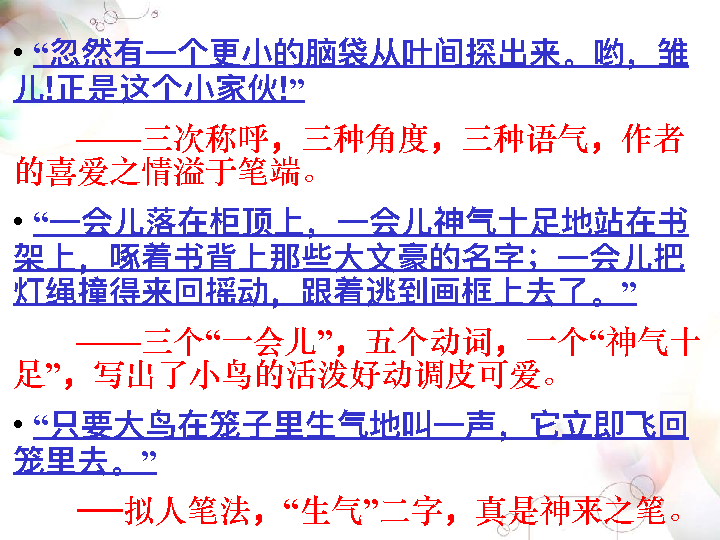 • “忽然有一个更小的脑袋从叶间探出来。哟，雏
儿!正是这个小家伙!”
——三次称呼，三种角度，三种语气，作者
的喜爱之情溢于笔端。
• “一会儿落在柜顶上，一会儿神气十足地站在书
架上，啄着书背上那些大文豪的名字；一会儿把
灯绳撞得来回摇动，跟着逃到画框上去了。”
——三个“一会儿”，五个动词，一个“神气十
足”，写出了小鸟的活泼好动调皮可爱。
• “只要大鸟在笼子里生气地叫一声，它立即飞回
笼里去。”
──拟人笔法，“生气”二字，真是神来之笔。